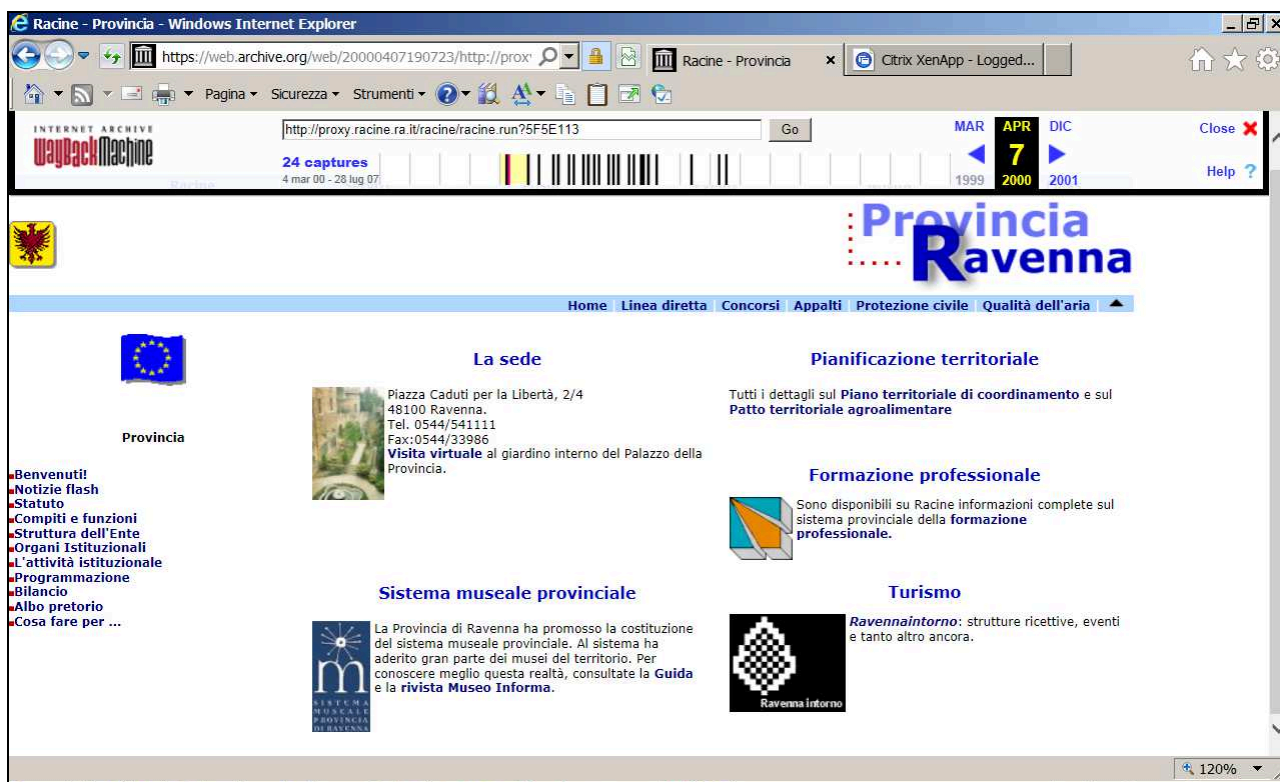 Racine - Provincia - Windows Internet Explorer
https://web.archive.org/web/20000407190723/http://prox
Racine - Provincia
Citrix XenApp - Logged...
Pagina
Sicurezza
Strumenti
INTERNET ARCHIVE
WayBackMachine
http://proxy.racine.ra.it/racine/racine.run?5F5E113
Go
24 captures
4 mar 00 - 28 lug 07
MAR APR DIC
7
1999 2000 2001
Close
Help ?
Racine
Provincia
Ravenna
Home Linea diretta Concorsi Appalti Protezione civile Qualità dell'aria
Provincia
Benvenuti!
Notizie flash
Statuto
Compiti e funzioni
Struttura dell'Ente
Organi Istituzionali
L'attività istituzionale
Programmazione
Bilancio
Albo pretorio
Cosa fare per ...
La sede
Piazza Caduti per la Libertà, 2/4
48100 Ravenna.
Tel. 0544/541111
Fax:0544/33986
Visita virtuale al giardino interno del Palazzo della
Provincia.
Pianificazione territoriale
Tutti i dettagli sul Piano territoriale di coordinamento e sul
Patto territoriale agroalimentare
Formazione professionale
Sono disponibili su Racine informazioni complete sul
sistema provinciale della formazione
professionale.
Sistema museale provinciale
La Provincia di Ravenna ha promosso la costituzione
del sistema museale provinciale. Al sistema ha
aderito gran parte dei musei del territorio. Per
conoscere meglio questa realtà, consultate la Guida
e la rivista Museo Informa.
m
SISTEMA
MUSEALE
PROVINCIA
DI RAVENNA
Turismo
Ravennaintorno: strutture ricettive, eventi
e tanto altro ancora.
Ravenna intorno
120%